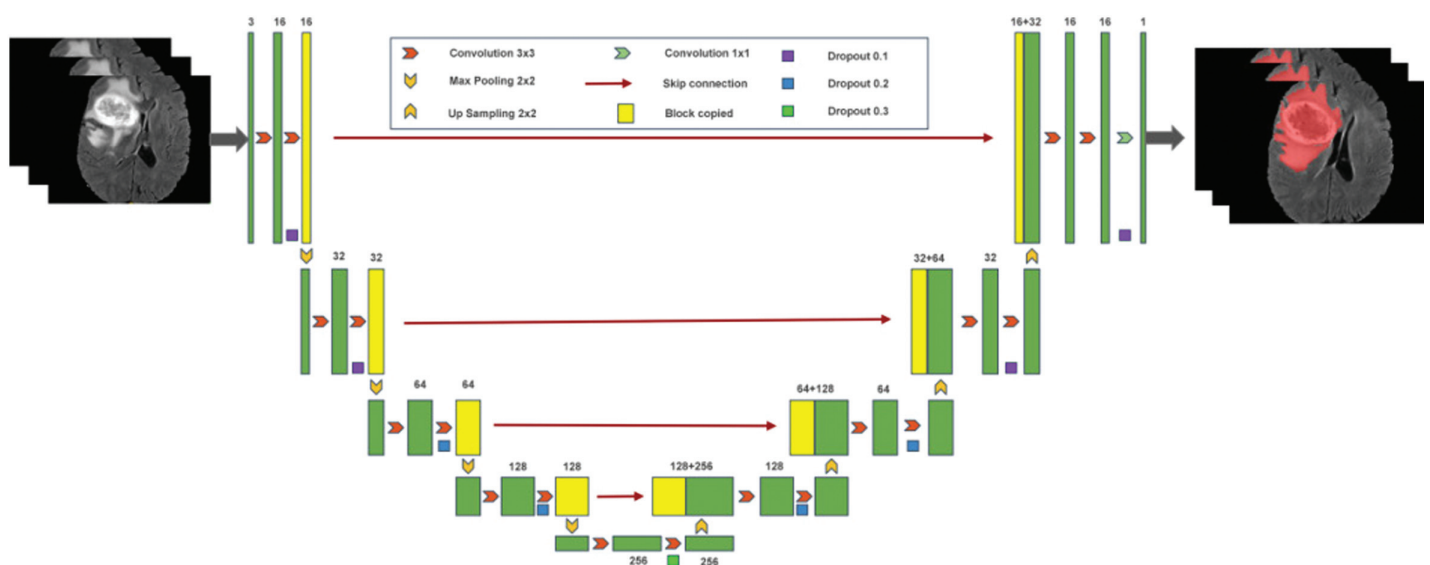 3 16 16
16+32 16 16 1
Convolution 3x3 Convolution 1x1 Dropout 0.1
Max Pooling 2x2 Skip connection Dropout 0.2
Up Sampling 2x2 Block copied Dropout 0.3
32 32
32+64 32
64 64
64+128 64
128 128
128+256 128
256 256